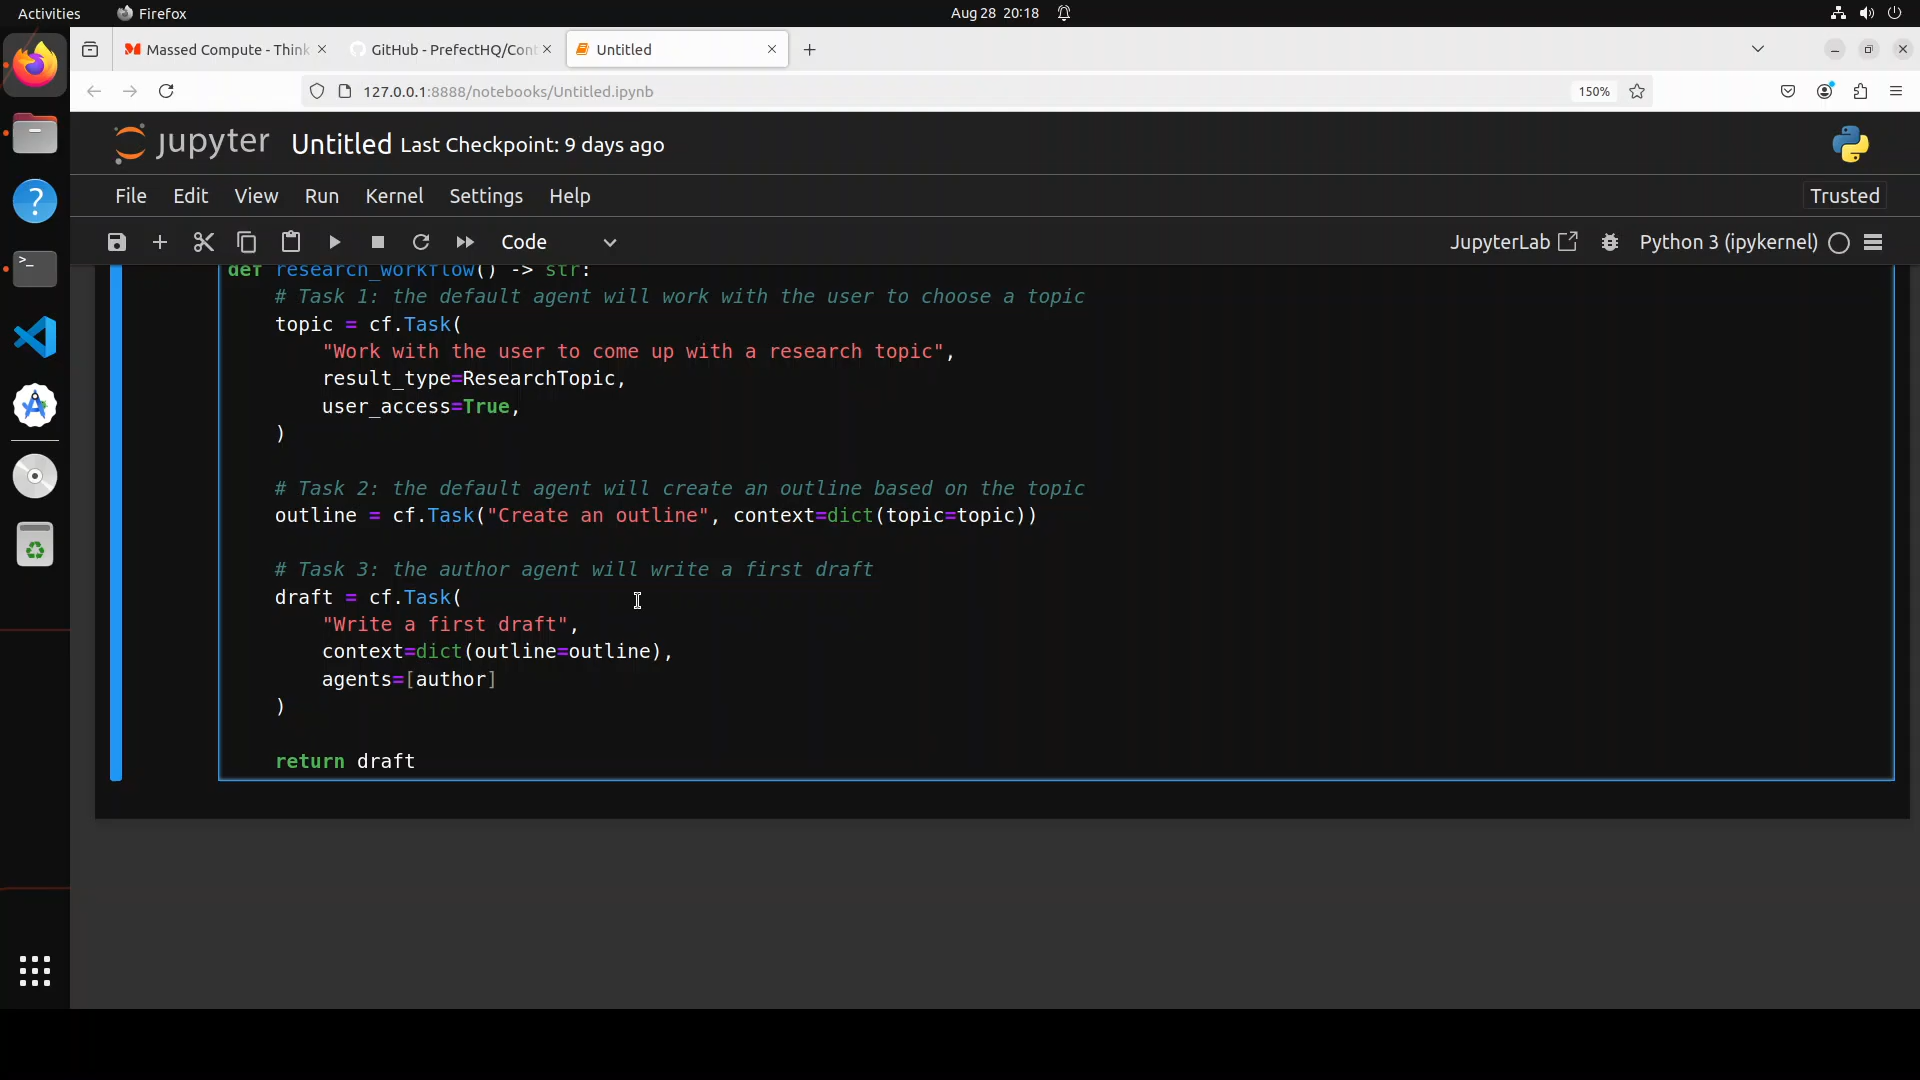 Activities
Firefox
Aug 28 20:18
Massed Compute - Think
GitHub - PrefectHQ/Cont
Untitled
127.0.0.1:8888/notebooks/Untitled.ipynb
150%
jupyter
Untitled Last Checkpoint: 9 days ago
File Edit View Run Kernel Settings Help
Trusted
Code
JupyterLab
Python 3 (ipykernel)
def research_workflow() -> str:
# Task 1: the default agent will work with the user to choose a topic
topic = cf.Task(
"Work with the user to come up with a research topic",
result_type=ResearchTopic,
user_access=True,
)
# Task 2: the default agent will create an outline based on the topic
outline = cf.Task("Create an outline", context=dict(topic=topic))
# Task 3: the author agent will write a first draft
draft = cf.Task(
"Write a first draft",
context=dict(outline=outline),
agents=[author]
)
return draft